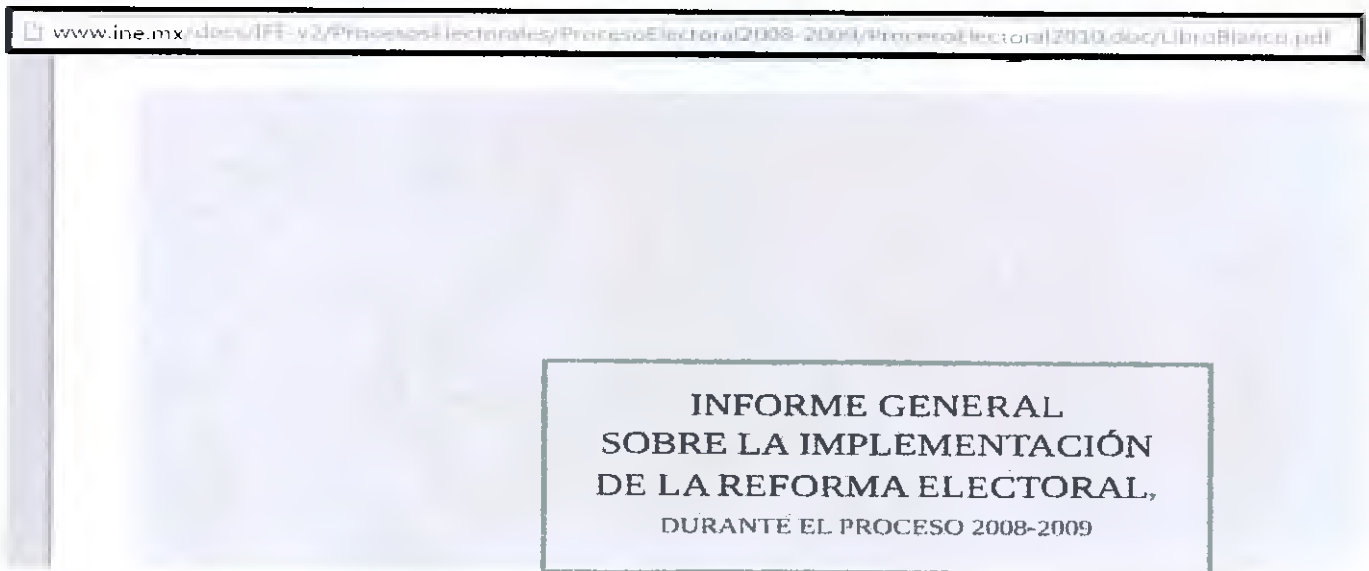 www.ine.mx/docs/IFE-v2/ProcesosElectorales/ProcesoElectoral2008-2009/ProcesoElectoral2010.doc/LibroBlanco.pdf
INFORME GENERAL
SOBRE LA IMPLEMENTACIÓN
DE LA REFORMA ELECTORAL,
DURANTE EL PROCESO 2008-2009